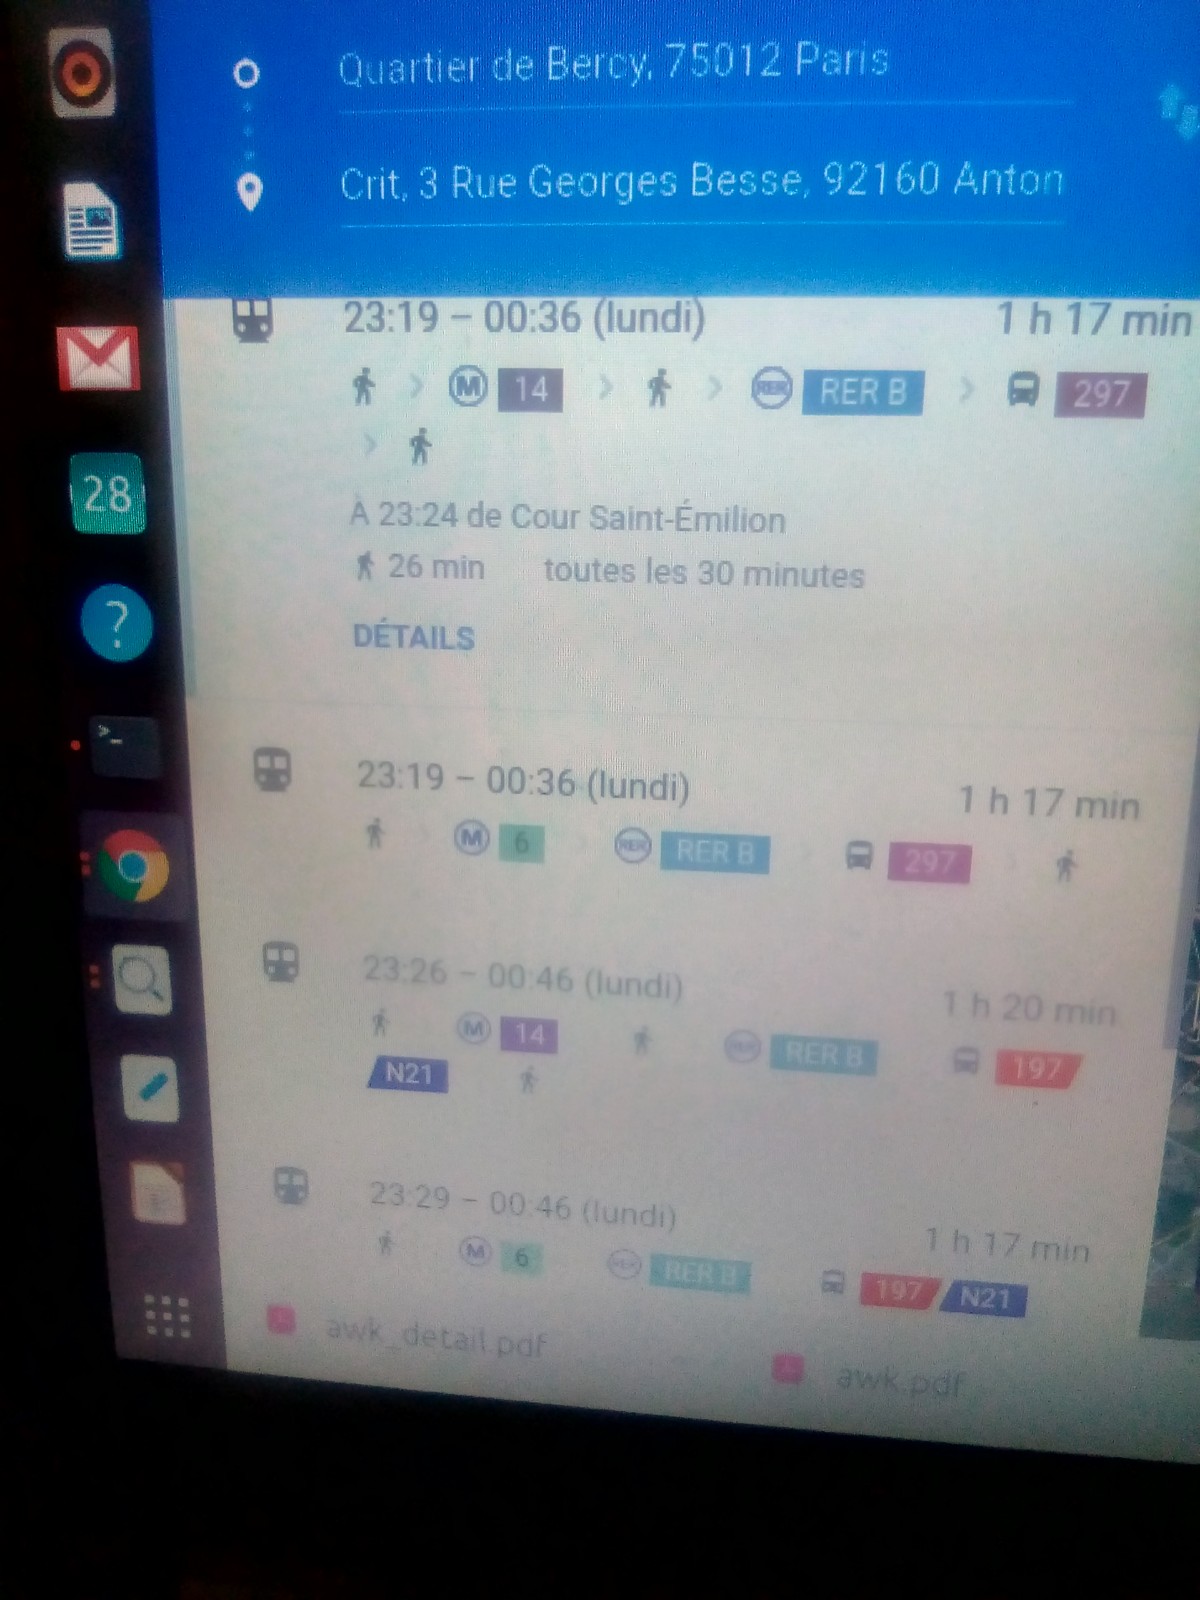 Quartier de Bercy, 75012 Paris
Crit, 3 Rue Georges Besse, 92160 Anton
23:19 – 00:36 (lundi) 1 h 17 min
M 14 RER RER B 297
28
À 23:24 de Cour Saint-Émilion
26 min toutes les 30 minutes
DÉTAILS
?
>_
23:19 – 00:36 (lundi) 1 h 17 min
M 6 RER RER B 297
23:26 – 00:46 (lundi) 1 h 20 min
M 14 RER RER B 197
N21
23:29 – 00:46 (lundi) 1 h 17 min
M 6 RER RER B 197 N21
awk_detail.pdf awk.pdf